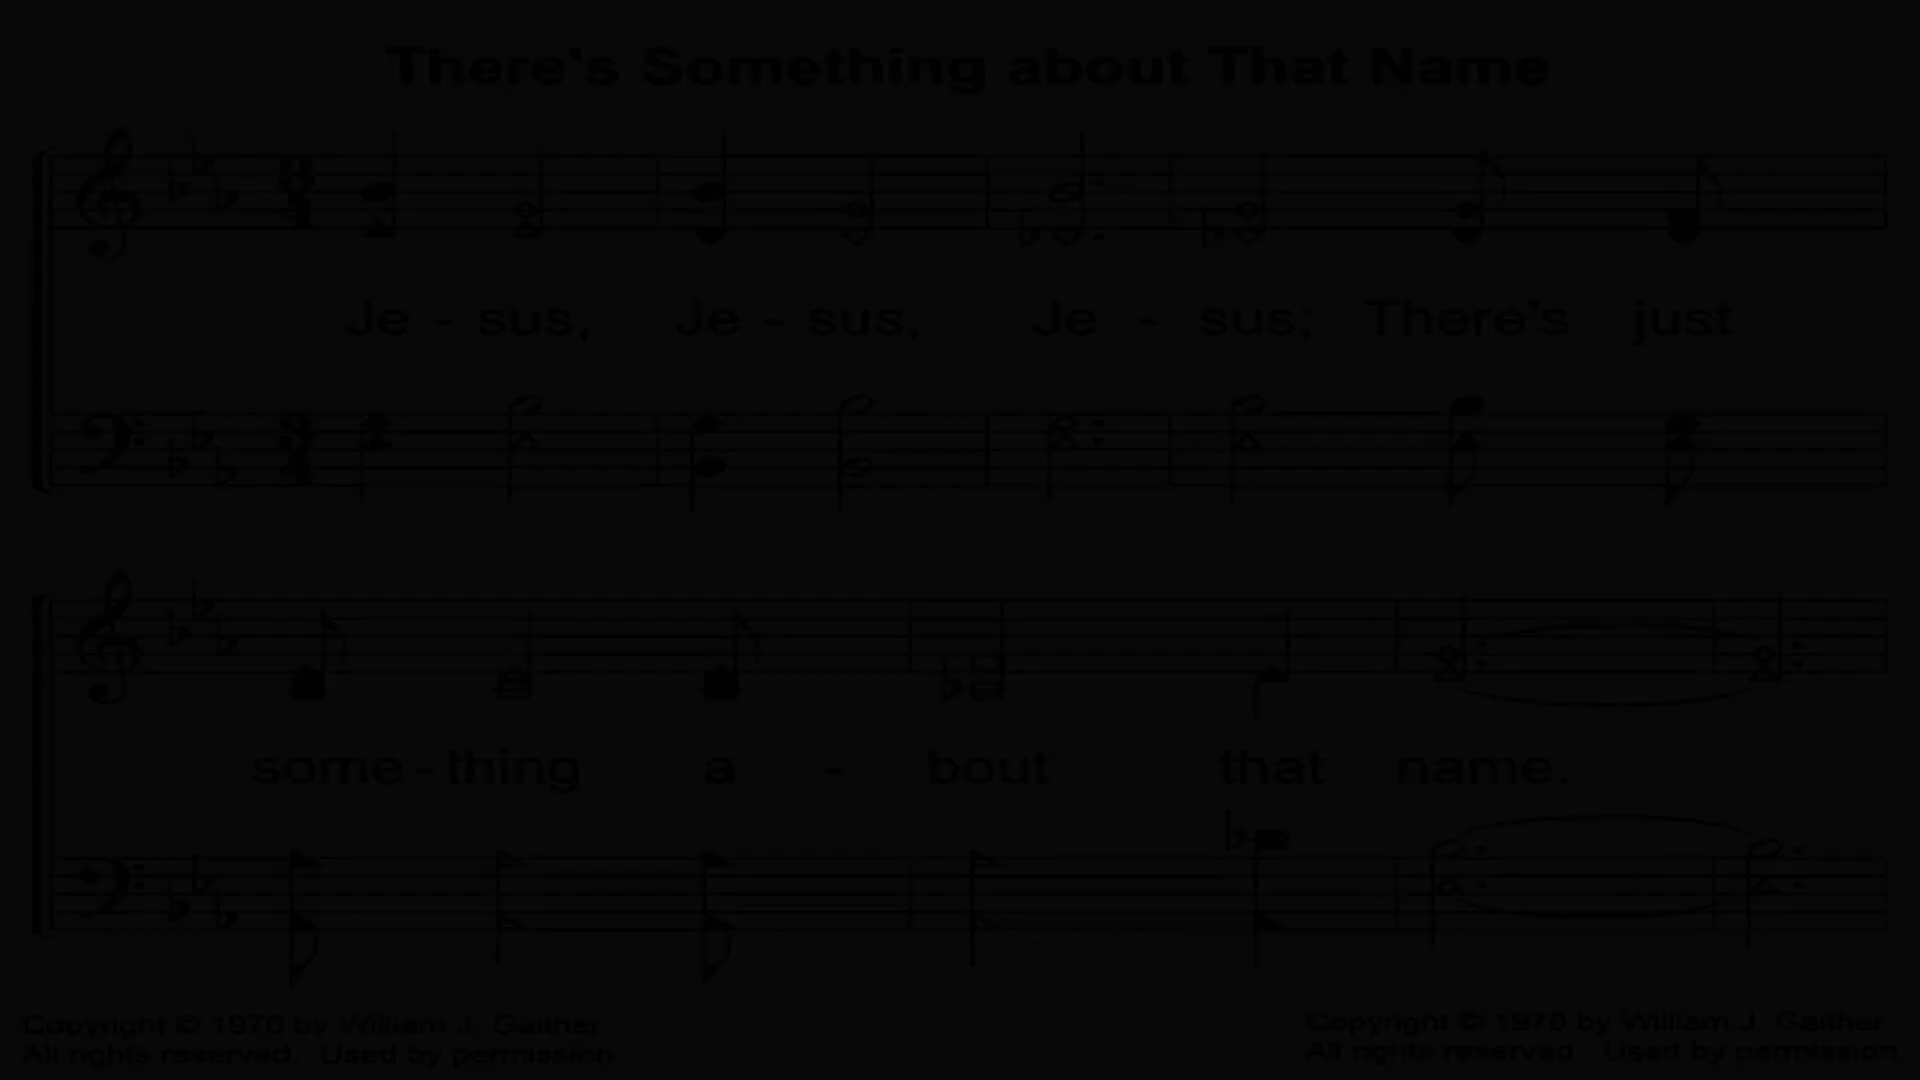 There's Something about That Name
Je - sus, Je - sus, Je - sus; There's just
some - thing a - bout that name.
Copyright © 1970 by William J. Gaither.
All rights reserved. Used by permission.
Copyright © 1970 by William J. Gaither.
All rights reserved. Used by permission.